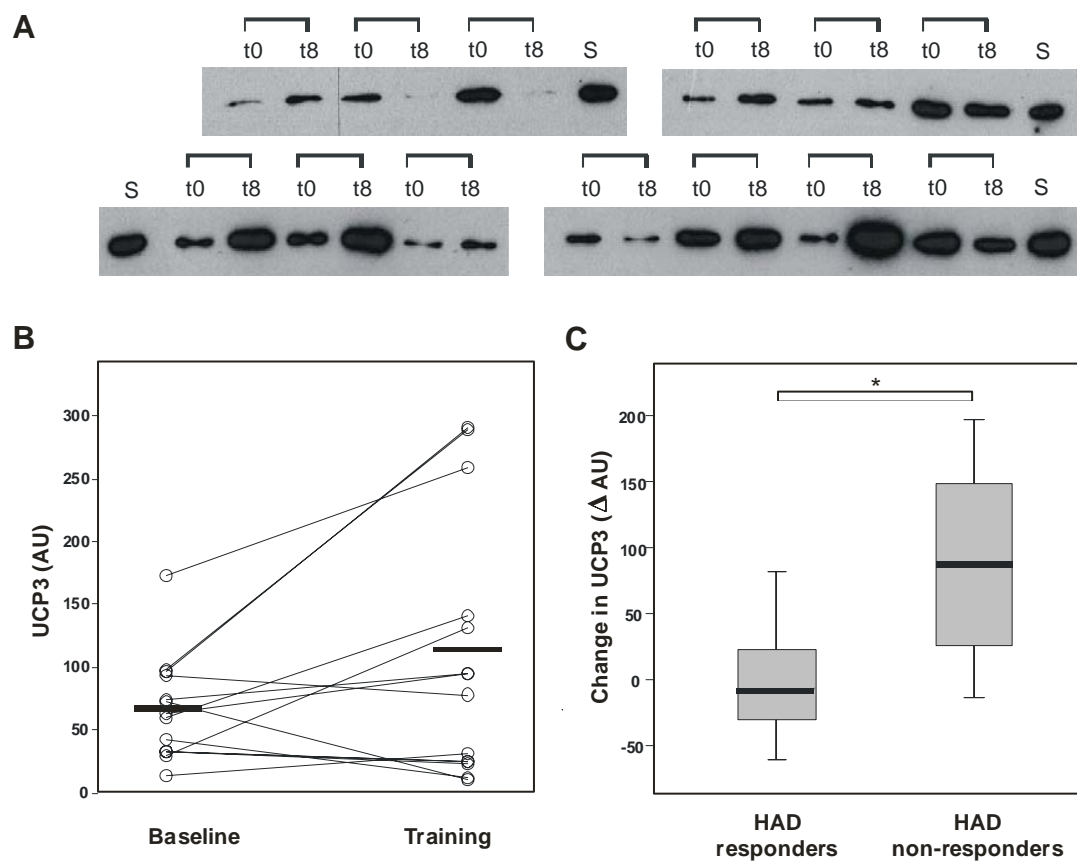 A
t0 t8 t0 t8 t0 t8 S
t0 t8 t0 t8 t0 t8 S
S t0 t8 t0 t8 t0 t8
t0 t8 t0 t8 t0 t8 t0 t8 S
B
UCP3 (AU)
300
250
200
150
100
50
0
Baseline Training
C
Change in UCP3 (Δ AU)
*
200
150
100
50
0
-50
HAD responders
HAD non-responders